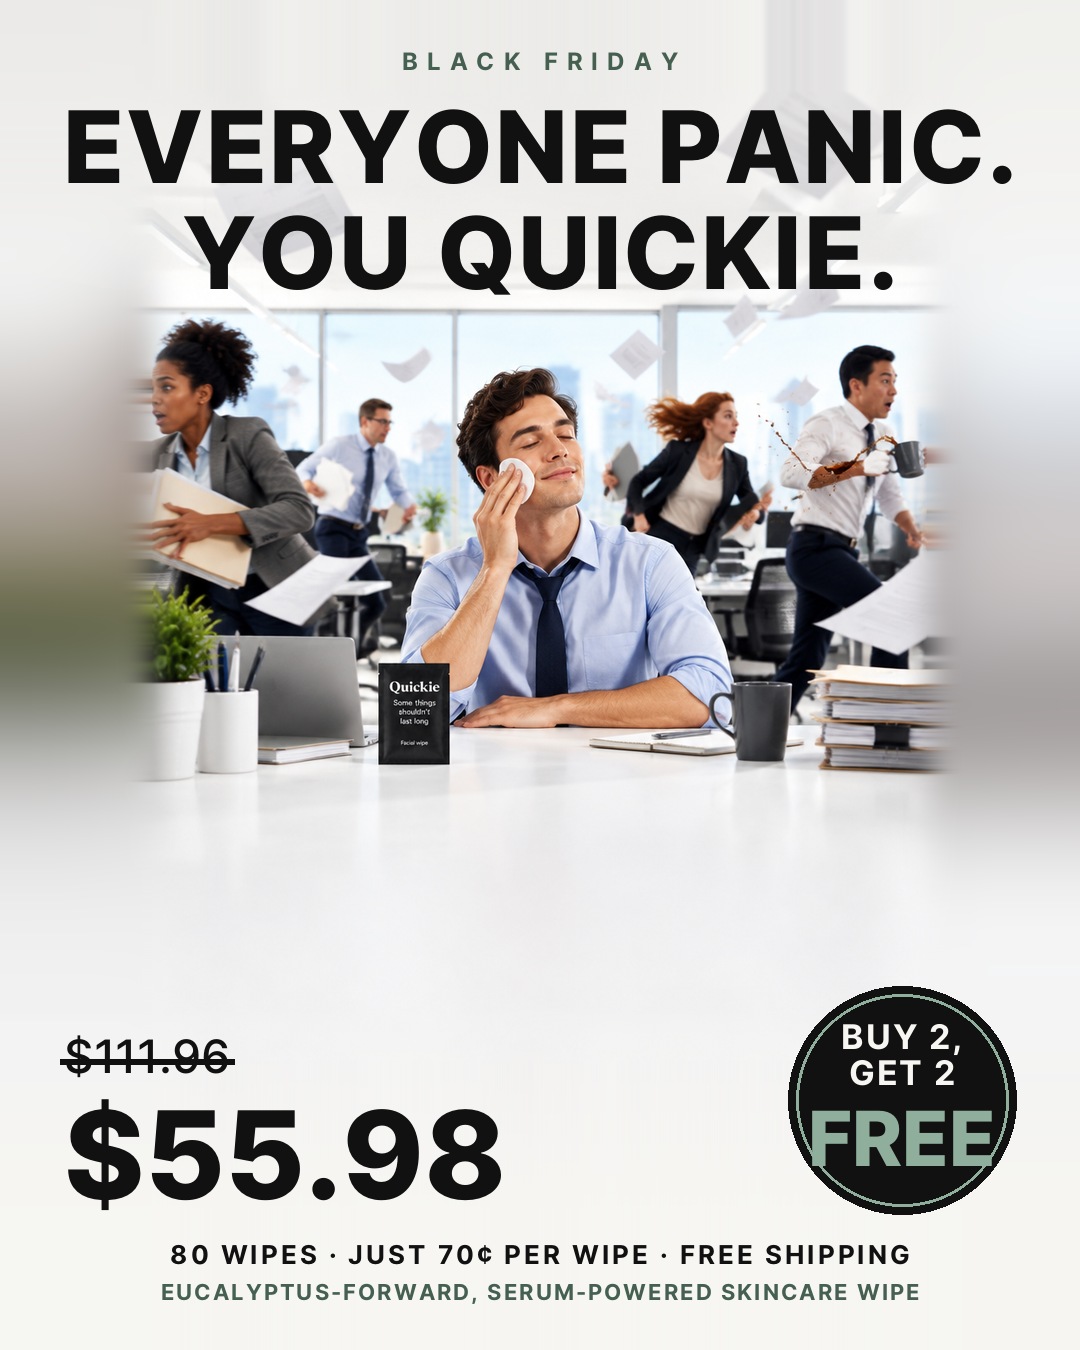 BLACK FRIDAY
EVERYONE PANIC.
YOU QUICKIE.
Quickie
Some things
shouldn't
last long
Facial wipe
$111.96
$55.98
BUY 2,
GET 2
FREE
80 WIPES · JUST 70¢ PER WIPE · FREE SHIPPING
EUCALYPTUS-FORWARD, SERUM-POWERED SKINCARE WIPE